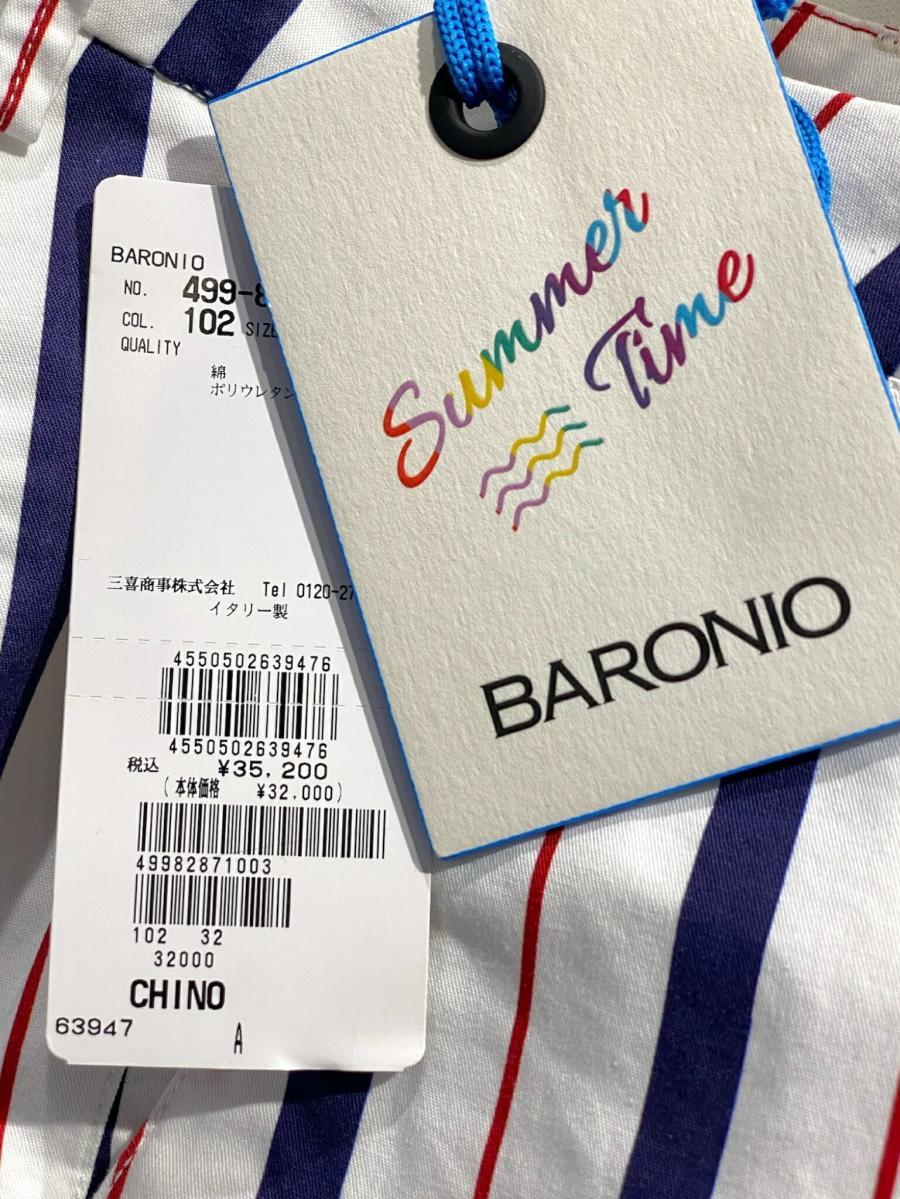 BARONIO
NO. 499-8
COL. 102 SIZE
QUALITY
綿
ポリウレタン
三喜商事株式会社 Tel 0120-27
イタリー製
4550502639476
4550502639476
税込 ¥35,200
(本体価格 ¥32.000)
49982871003
102 32
32000
CHINO
63947 A
Summer
Time
BARONIO